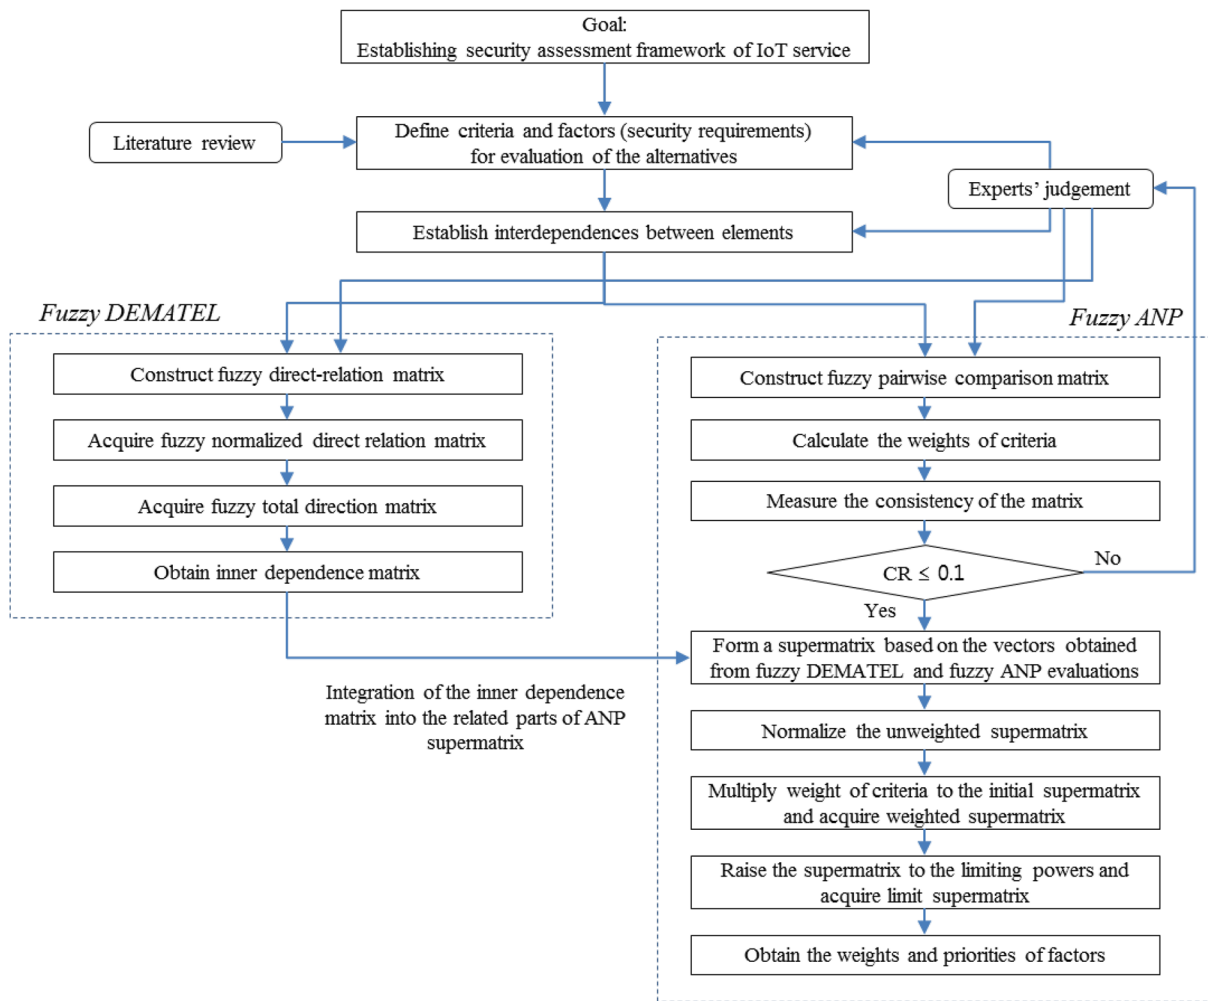 Goal:
Establishing security assessment framework of IoT service
Literature review
Define criteria and factors (security requirements)
for evaluation of the alternatives
Experts’ judgement
Establish interdependences between elements
Fuzzy DEMATEL
Construct fuzzy direct-relation matrix
Acquire fuzzy normalized direct relation matrix
Acquire fuzzy total direction matrix
Obtain inner dependence matrix
Integration of the inner dependence
matrix into the related parts of ANP
supermatrix
Fuzzy ANP
Construct fuzzy pairwise comparison matrix
Calculate the weights of criteria
Measure the consistency of the matrix
CR ≤ 0.1
No
Yes
Form a supermatrix based on the vectors obtained
from fuzzy DEMATEL and fuzzy ANP evaluations
Normalize the unweighted supermatrix
Multiply weight of criteria to the initial supermatrix
and acquire weighted supermatrix
Raise the supermatrix to the limiting powers and
acquire limit supermatrix
Obtain the weights and priorities of factors